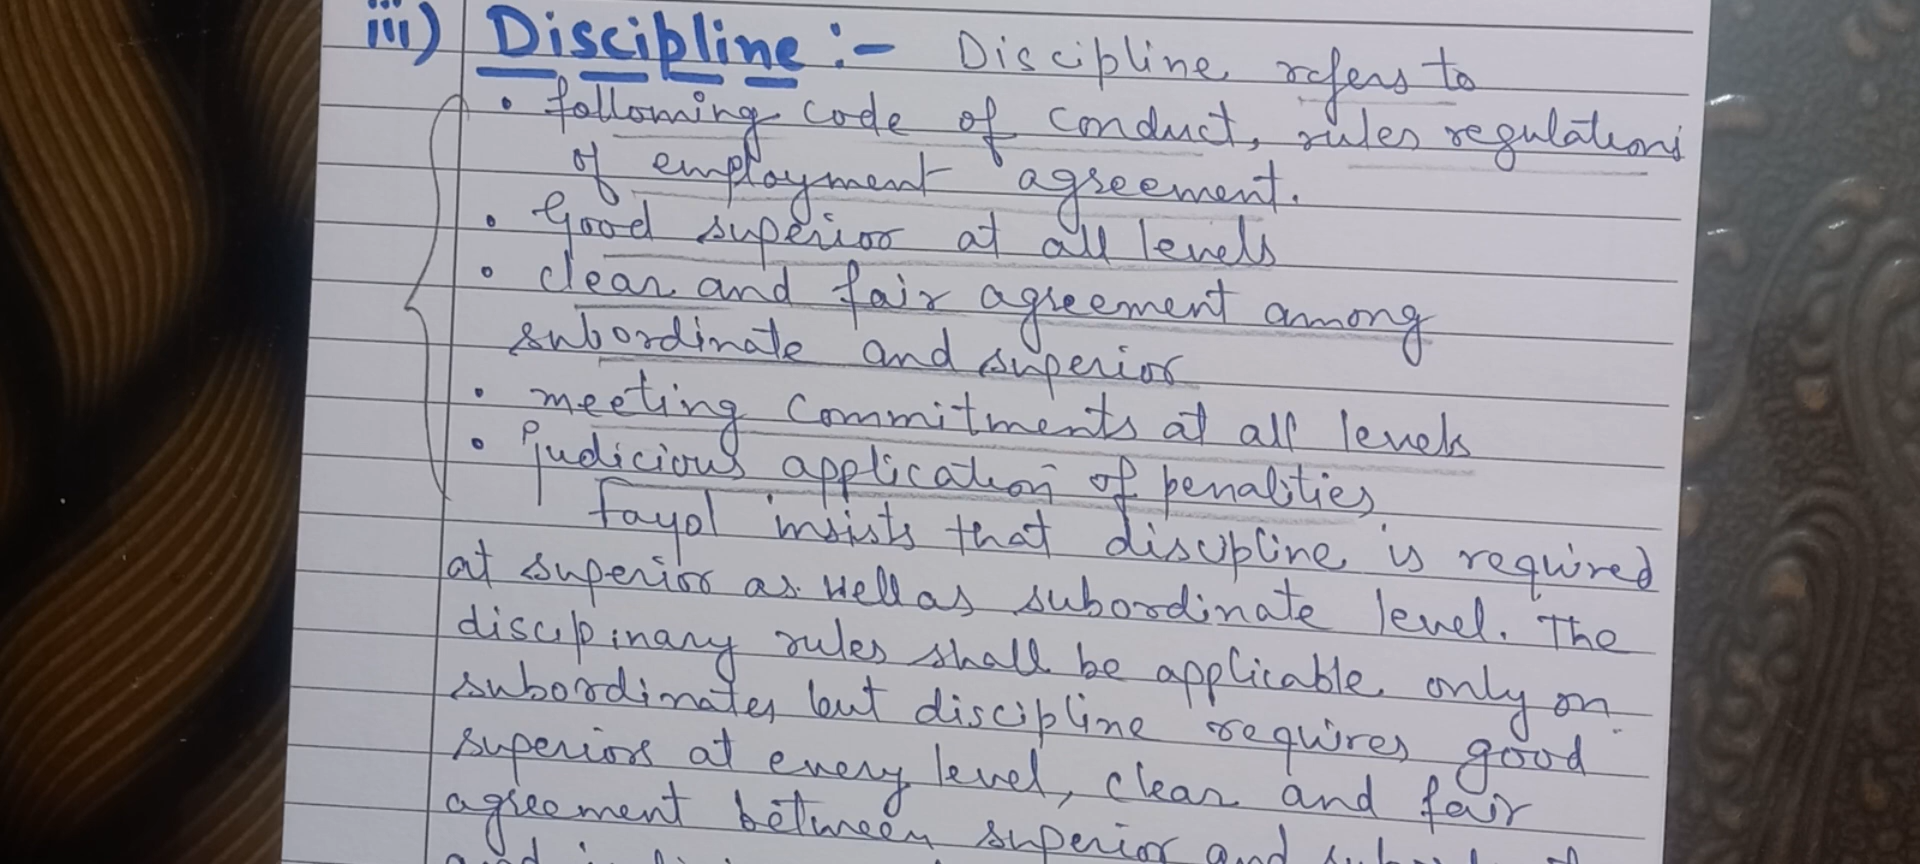 iii) Discipline :- Discipline refers to
• following code of conduct, rules regulations
of employment agreement.
• Good superior at all levels
• clear and fair agreement among
subordinate and superior
• meeting commitments at all levels
• judicious application of penalities
Fayol insists that discipline is required
at superior as well as subordinate level. The
discipinary rules shall be applicable only on
subordinates but discipline requires good
superiors at every level, clear and fair
agreement between superior and